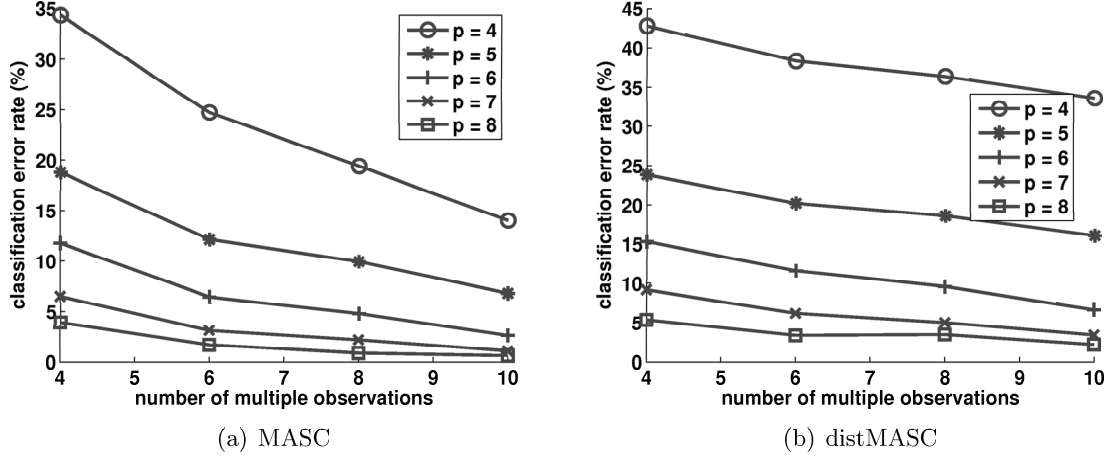 35
30
25
20
15
10
5
0
classification error rate (%)
p = 4
p = 5
p = 6
p = 7
p = 8
4 5 6 7 8 9 10
number of multiple observations
(a) MASC
45
40
35
30
25
20
15
10
5
0
classification error rate (%)
p = 4
p = 5
p = 6
p = 7
p = 8
4 5 6 7 8 9 10
number of multiple observations
(b) distMASC